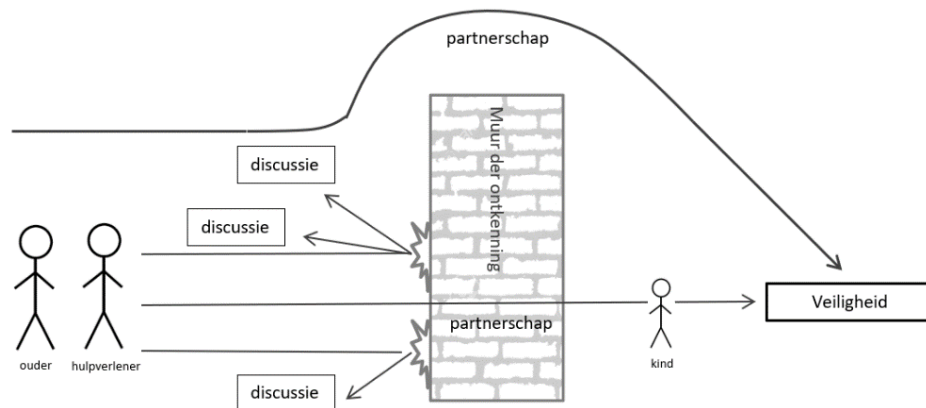 partnerschap
Muur der ontkenning
discussie
discussie
partnerschap
Veiligheid
ouder
hulpverlener
kind
discussie